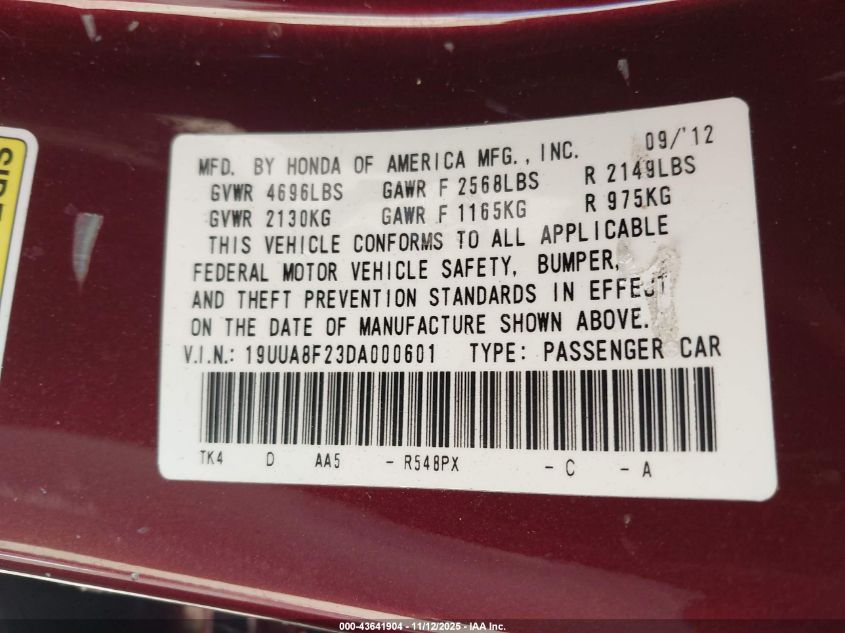 SIDE
MFD. BY HONDA OF AMERICA MFG., INC. 09/'12
GVWR 4696LBS GAWR F 2568LBS R 2149LBS
GVWR 2130KG GAWR F 1165KG R 975KG
THIS VEHICLE CONFORMS TO ALL APPLICABLE
FEDERAL MOTOR VEHICLE SAFETY, BUMPER,
AND THEFT PREVENTION STANDARDS IN EFFECT
ON THE DATE OF MANUFACTURE SHOWN ABOVE.
V.I.N.: 19UUA8F23DA000601 TYPE: PASSENGER CAR
TK4 D AA5 - R548PX - C - A
000-43641904 - 11/12/2025 - IAA Inc.